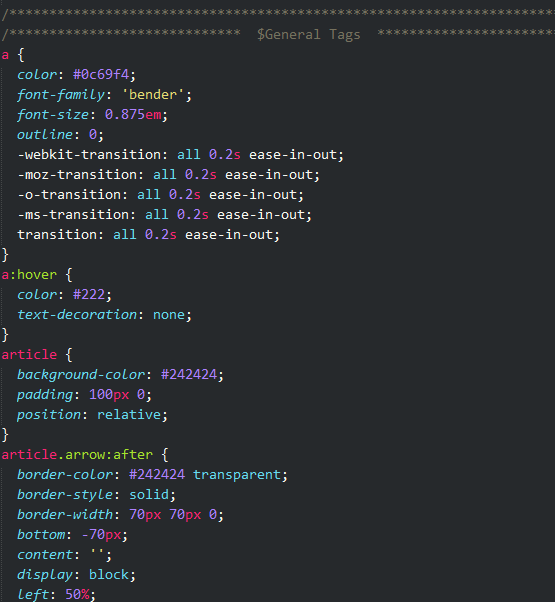 /********************************************************************
/***************************** $General Tags **********************
a {
  color: #0c69f4;
  font-family: 'bender';
  font-size: 0.875em;
  outline: 0;
  -webkit-transition: all 0.2s ease-in-out;
  -moz-transition: all 0.2s ease-in-out;
  -o-transition: all 0.2s ease-in-out;
  -ms-transition: all 0.2s ease-in-out;
  transition: all 0.2s ease-in-out;
}
a:hover {
  color: #222;
  text-decoration: none;
}
article {
  background-color: #242424;
  padding: 100px 0;
  position: relative;
}
article.arrow:after {
  border-color: #242424 transparent;
  border-style: solid;
  border-width: 70px 70px 0;
  bottom: -70px;
  content: '';
  display: block;
  left: 50%;